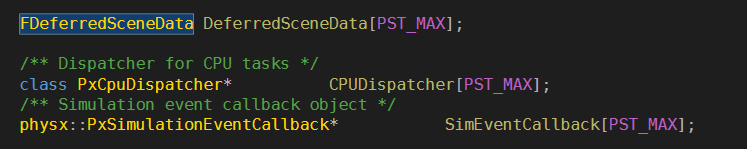 FDeferredSceneData DeferredSceneData[PST_MAX];
/** Dispatcher for CPU tasks */
class PxCpuDispatcher* CPUDispatcher[PST_MAX];
/** Simulation event callback object */
physx::PxSimulationEventCallback* SimEventCallback[PST_MAX];